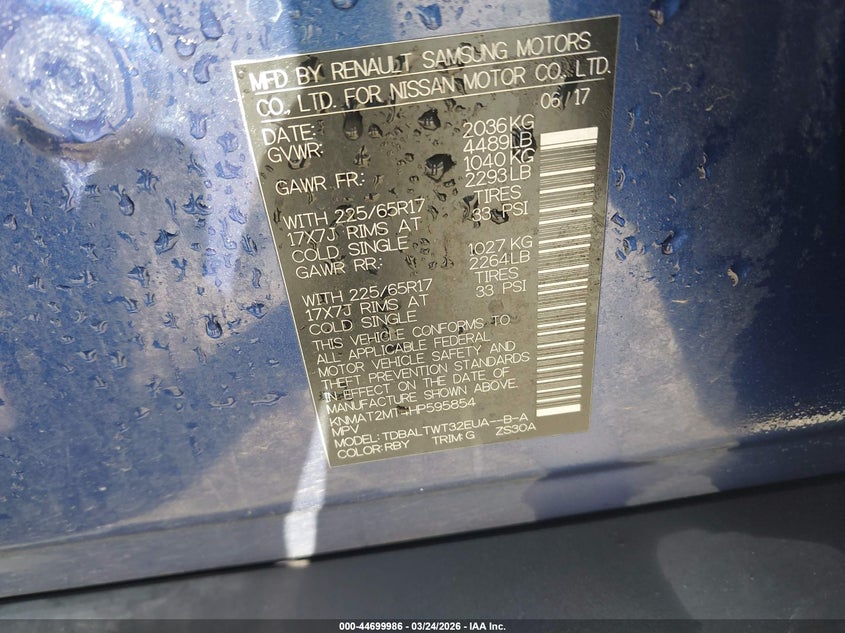 MFD BY RENAULT SAMSUNG MOTORS
CO., LTD. FOR NISSAN MOTOR CO., LTD.
DATE: 06/17
GVWR: 2036KG
4489LB
GAWR FR: 1040KG
2293LB
WITH 225/65R17 TIRES
17X7J RIMS AT 33 PSI
COLD SINGLE
GAWR RR: 1027KG
2264LB
WITH 225/65R17 TIRES
17X7J RIMS AT 33 PSI
COLD SINGLE
THIS VEHICLE CONFORMS TO
ALL APPLICABLE FEDERAL
MOTOR VEHICLE SAFETY AND
THEFT PREVENTION STANDARDS
IN EFFECT ON THE DATE OF
MANUFACTURE SHOWN ABOVE.
MPV
MODEL: TDBALTWT32EUA--B-A
COLOR:RBY TRIM:G ZS30A
000-44699986 - 03/24/2026 - IAA Inc.